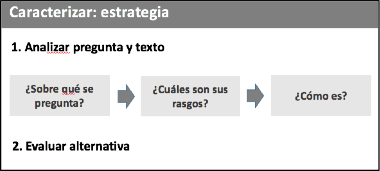 Caracterizar: estrategia
1. Analizar pregunta y texto
¿Sobre qué se
pregunta?
¿Cuáles son sus
rasgos?
¿Cómo es?
2. Evaluar alternativa